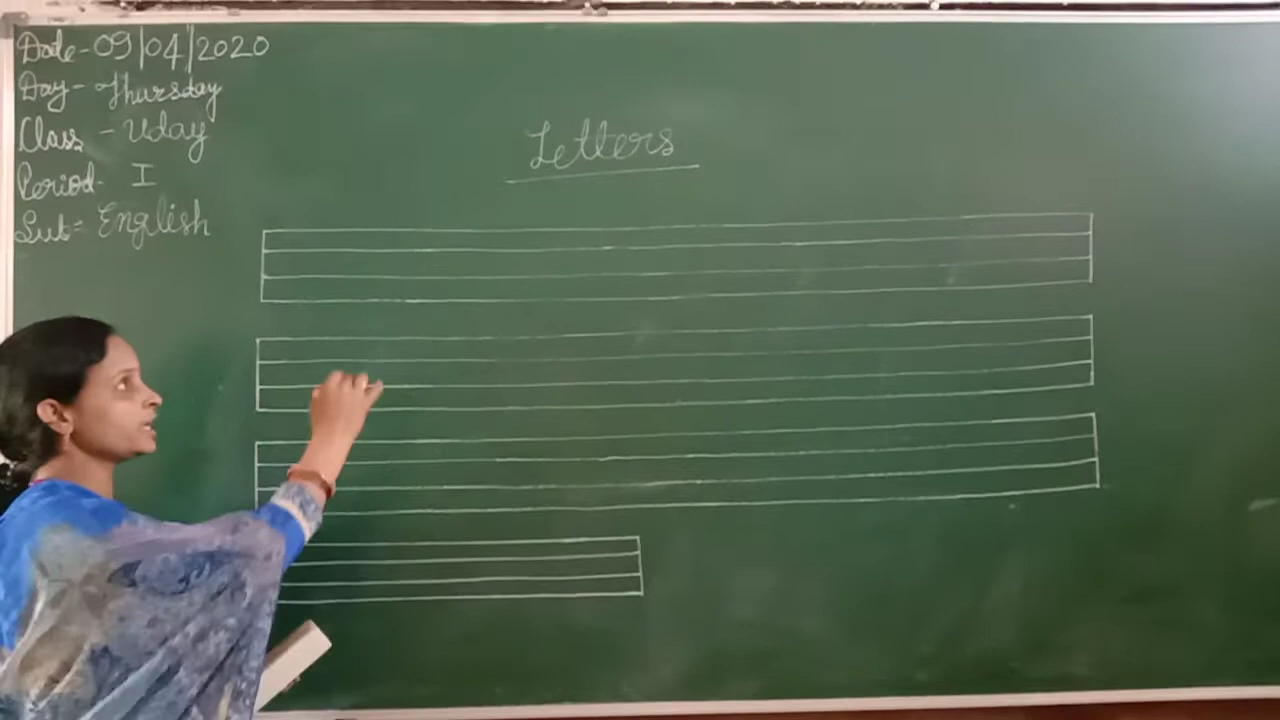 Date-09/04/2020
Day- Thursday
Class - Uday
Period- I
Sub- English
Letters